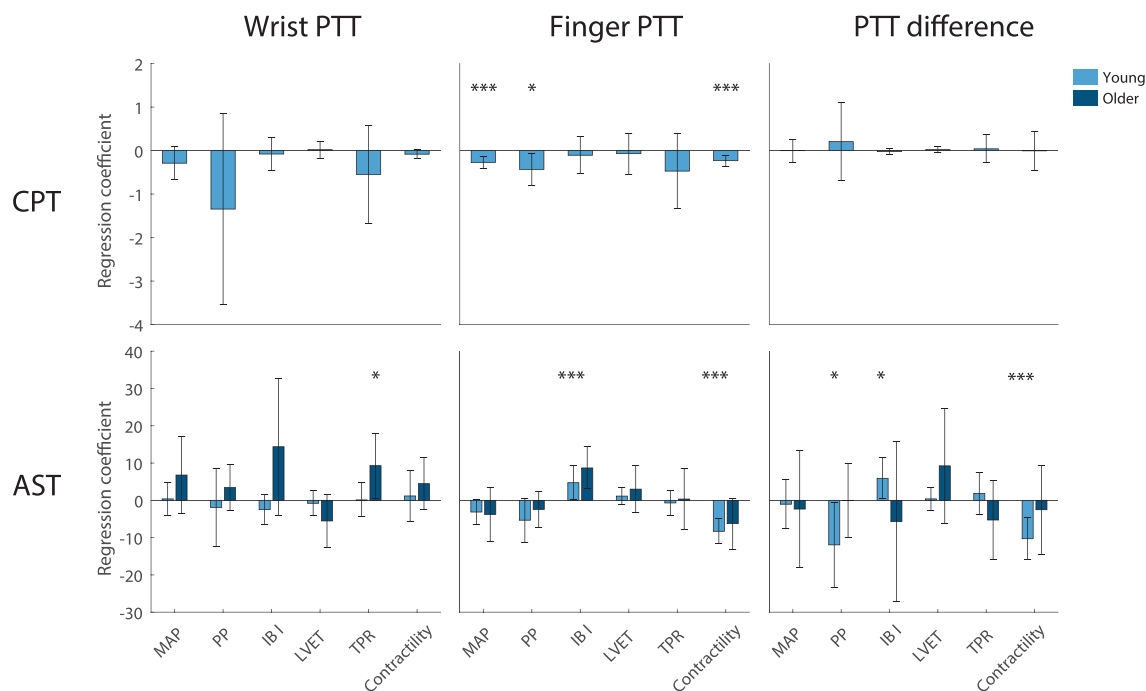 Wrist PTT
Finger PTT
PTT difference
Young
Older
CPT
Regression coefficient
2
1
0
-1
-2
-3
-4
***
*
***
AST
Regression coefficient
40
30
20
10
0
-10
-20
-30
*
***
***
*
*
***
MAP
PP
IBI
LVET
TPR
Contractility
MAP
PP
IBI
LVET
TPR
Contractility
MAP
PP
IBI
LVET
TPR
Contractility